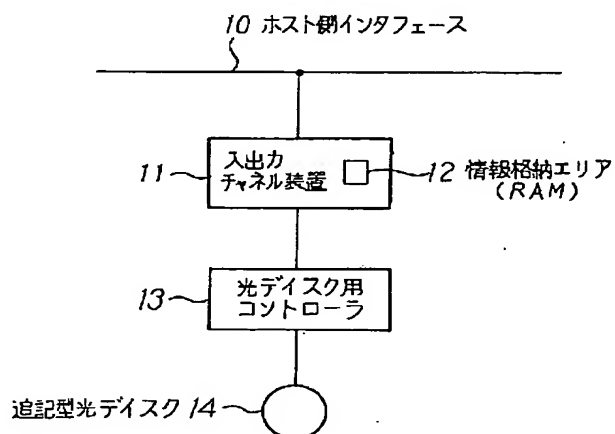 10 ホスト側インタフェース
11
入出力
チャネル装置
12 情報格納エリア
(RAM)
13
光デイスク用
コントローラ
追記型光デイスク 14